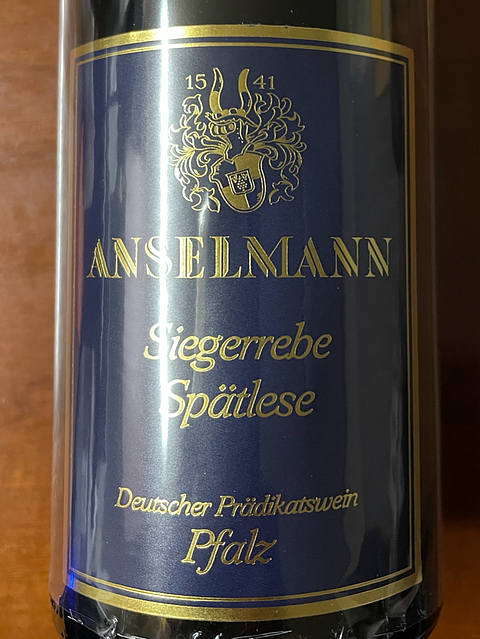 15 41
ANSELMANN
Siegerrebe
Spätlese
Deutscher Prädikatswein
Pfalz